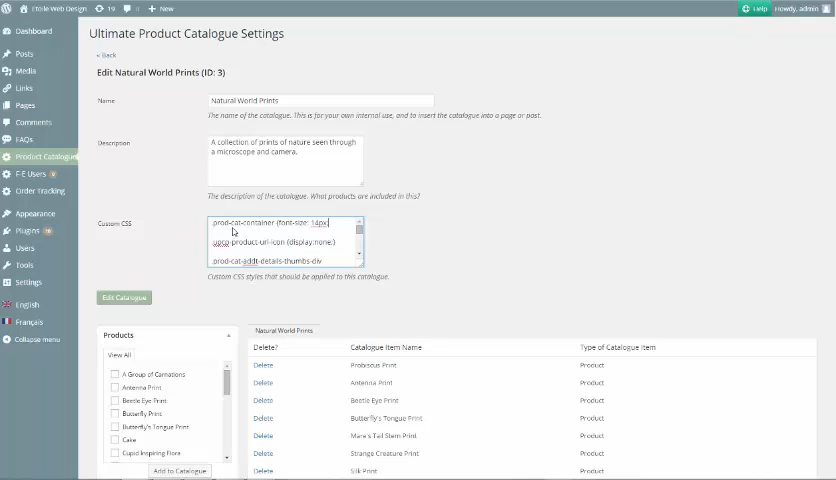 Etoile Web Design 19 0 New Help Howdy, admin
Dashboard
Posts
Media
Links
Pages
Comments
FAQs
Product Catalogue
F-E Users 0
Order Tracking
Appearance
Plugins 18
Users
Tools
Settings
English
Français
Collapse menu
Ultimate Product Catalogue Settings
« Back
Edit Natural World Prints (ID: 3)
Name
Natural World Prints
The name of the catalogue. This is for your own internal use, and to insert the catalogue into a page or post.
Description
A collection of prints of nature seen through
a microscope and camera.
The description of the catalogue. What products are included in this?
Custom CSS
.prod-cat-container {font-size: 14px;
.upcp-product-url-icon {display:none;}
.prod-cat-addt-details-thumbs-div
Custom CSS styles that should be applied to this catalogue.
Edit Catalogue
Products
View All
A Group of Carnations
Antenna Print
Beetle Eye Print
Butterfly Print
Butterfly's Tongue Print
Cake
Cupid Inspiring Flora
Add to Catalogue
Natural World Prints
Delete? Catalogue Item Name Type of Catalogue Item
Delete Probiscus Print Product
Delete Antenna Print Product
Delete Beetle Eye Print Product
Delete Butterfly's Tongue Print Product
Delete Mare's Tail Stem Print Product
Delete Strange Creature Print Product
Delete Silk Print Product